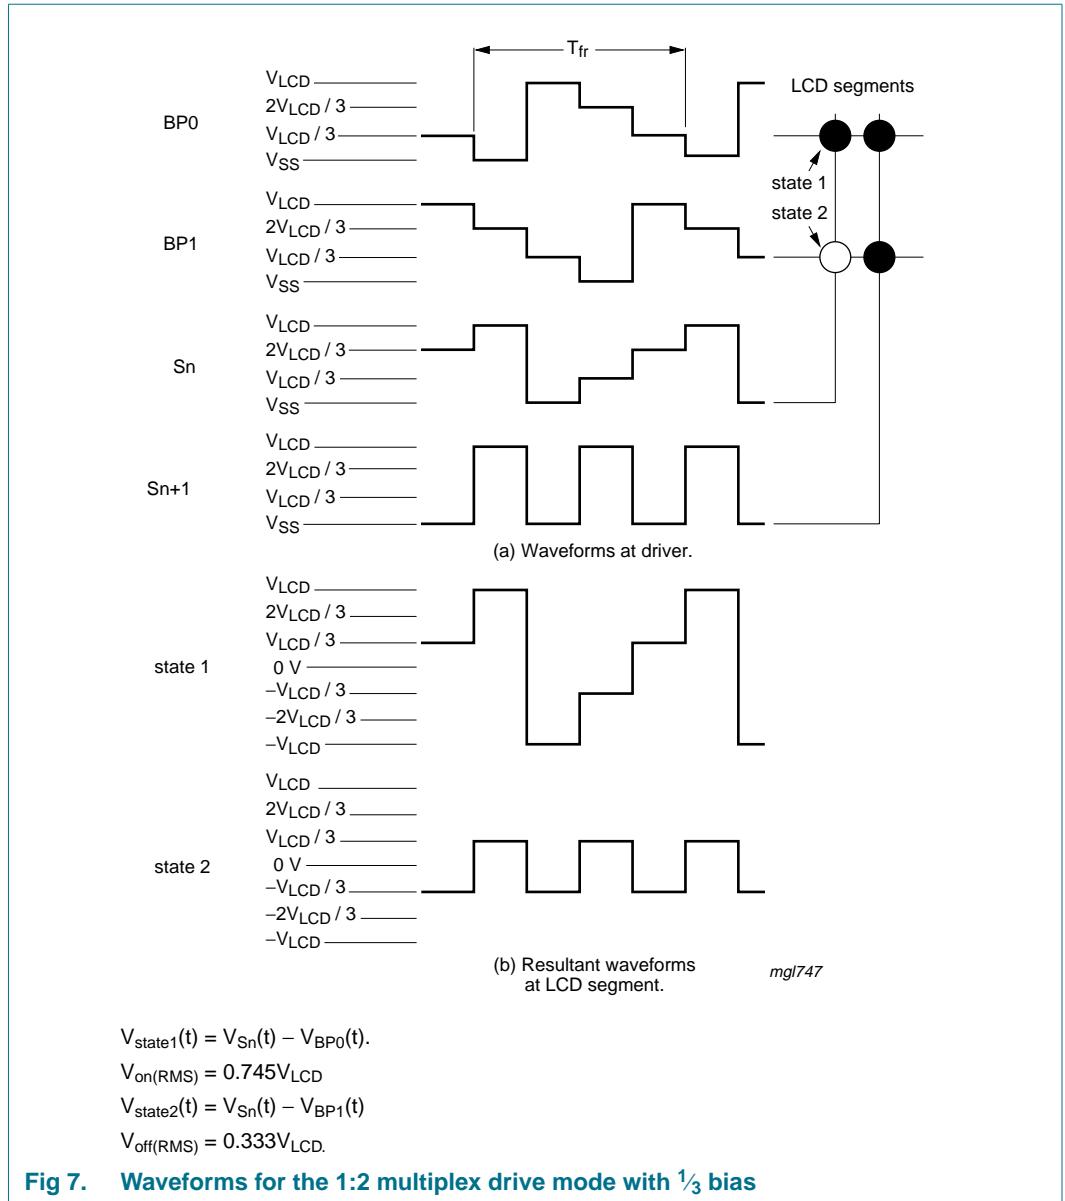 Tfr
VLCD
2VLCD / 3
BP0
VLCD / 3
VSS
LCD segments
state 1
state 2
VLCD
2VLCD / 3
BP1
VLCD / 3
VSS
VLCD
2VLCD / 3
Sn
VLCD / 3
VSS
VLCD
2VLCD / 3
Sn+1
VLCD / 3
VSS
(a) Waveforms at driver.
VLCD
2VLCD / 3
VLCD / 3
state 1
0 V
−VLCD / 3
−2VLCD / 3
−VLCD
VLCD
2VLCD / 3
VLCD / 3
state 2
0 V
−VLCD / 3
−2VLCD / 3
−VLCD
(b) Resultant waveforms
at LCD segment.
mgl747
Vstate1(t) = VSn(t) − VBP0(t).
Von(RMS) = 0.745VLCD
Vstate2(t) = VSn(t) − VBP1(t)
Voff(RMS) = 0.333VLCD.
Fig 7. Waveforms for the 1:2 multiplex drive mode with 1⁄3 bias